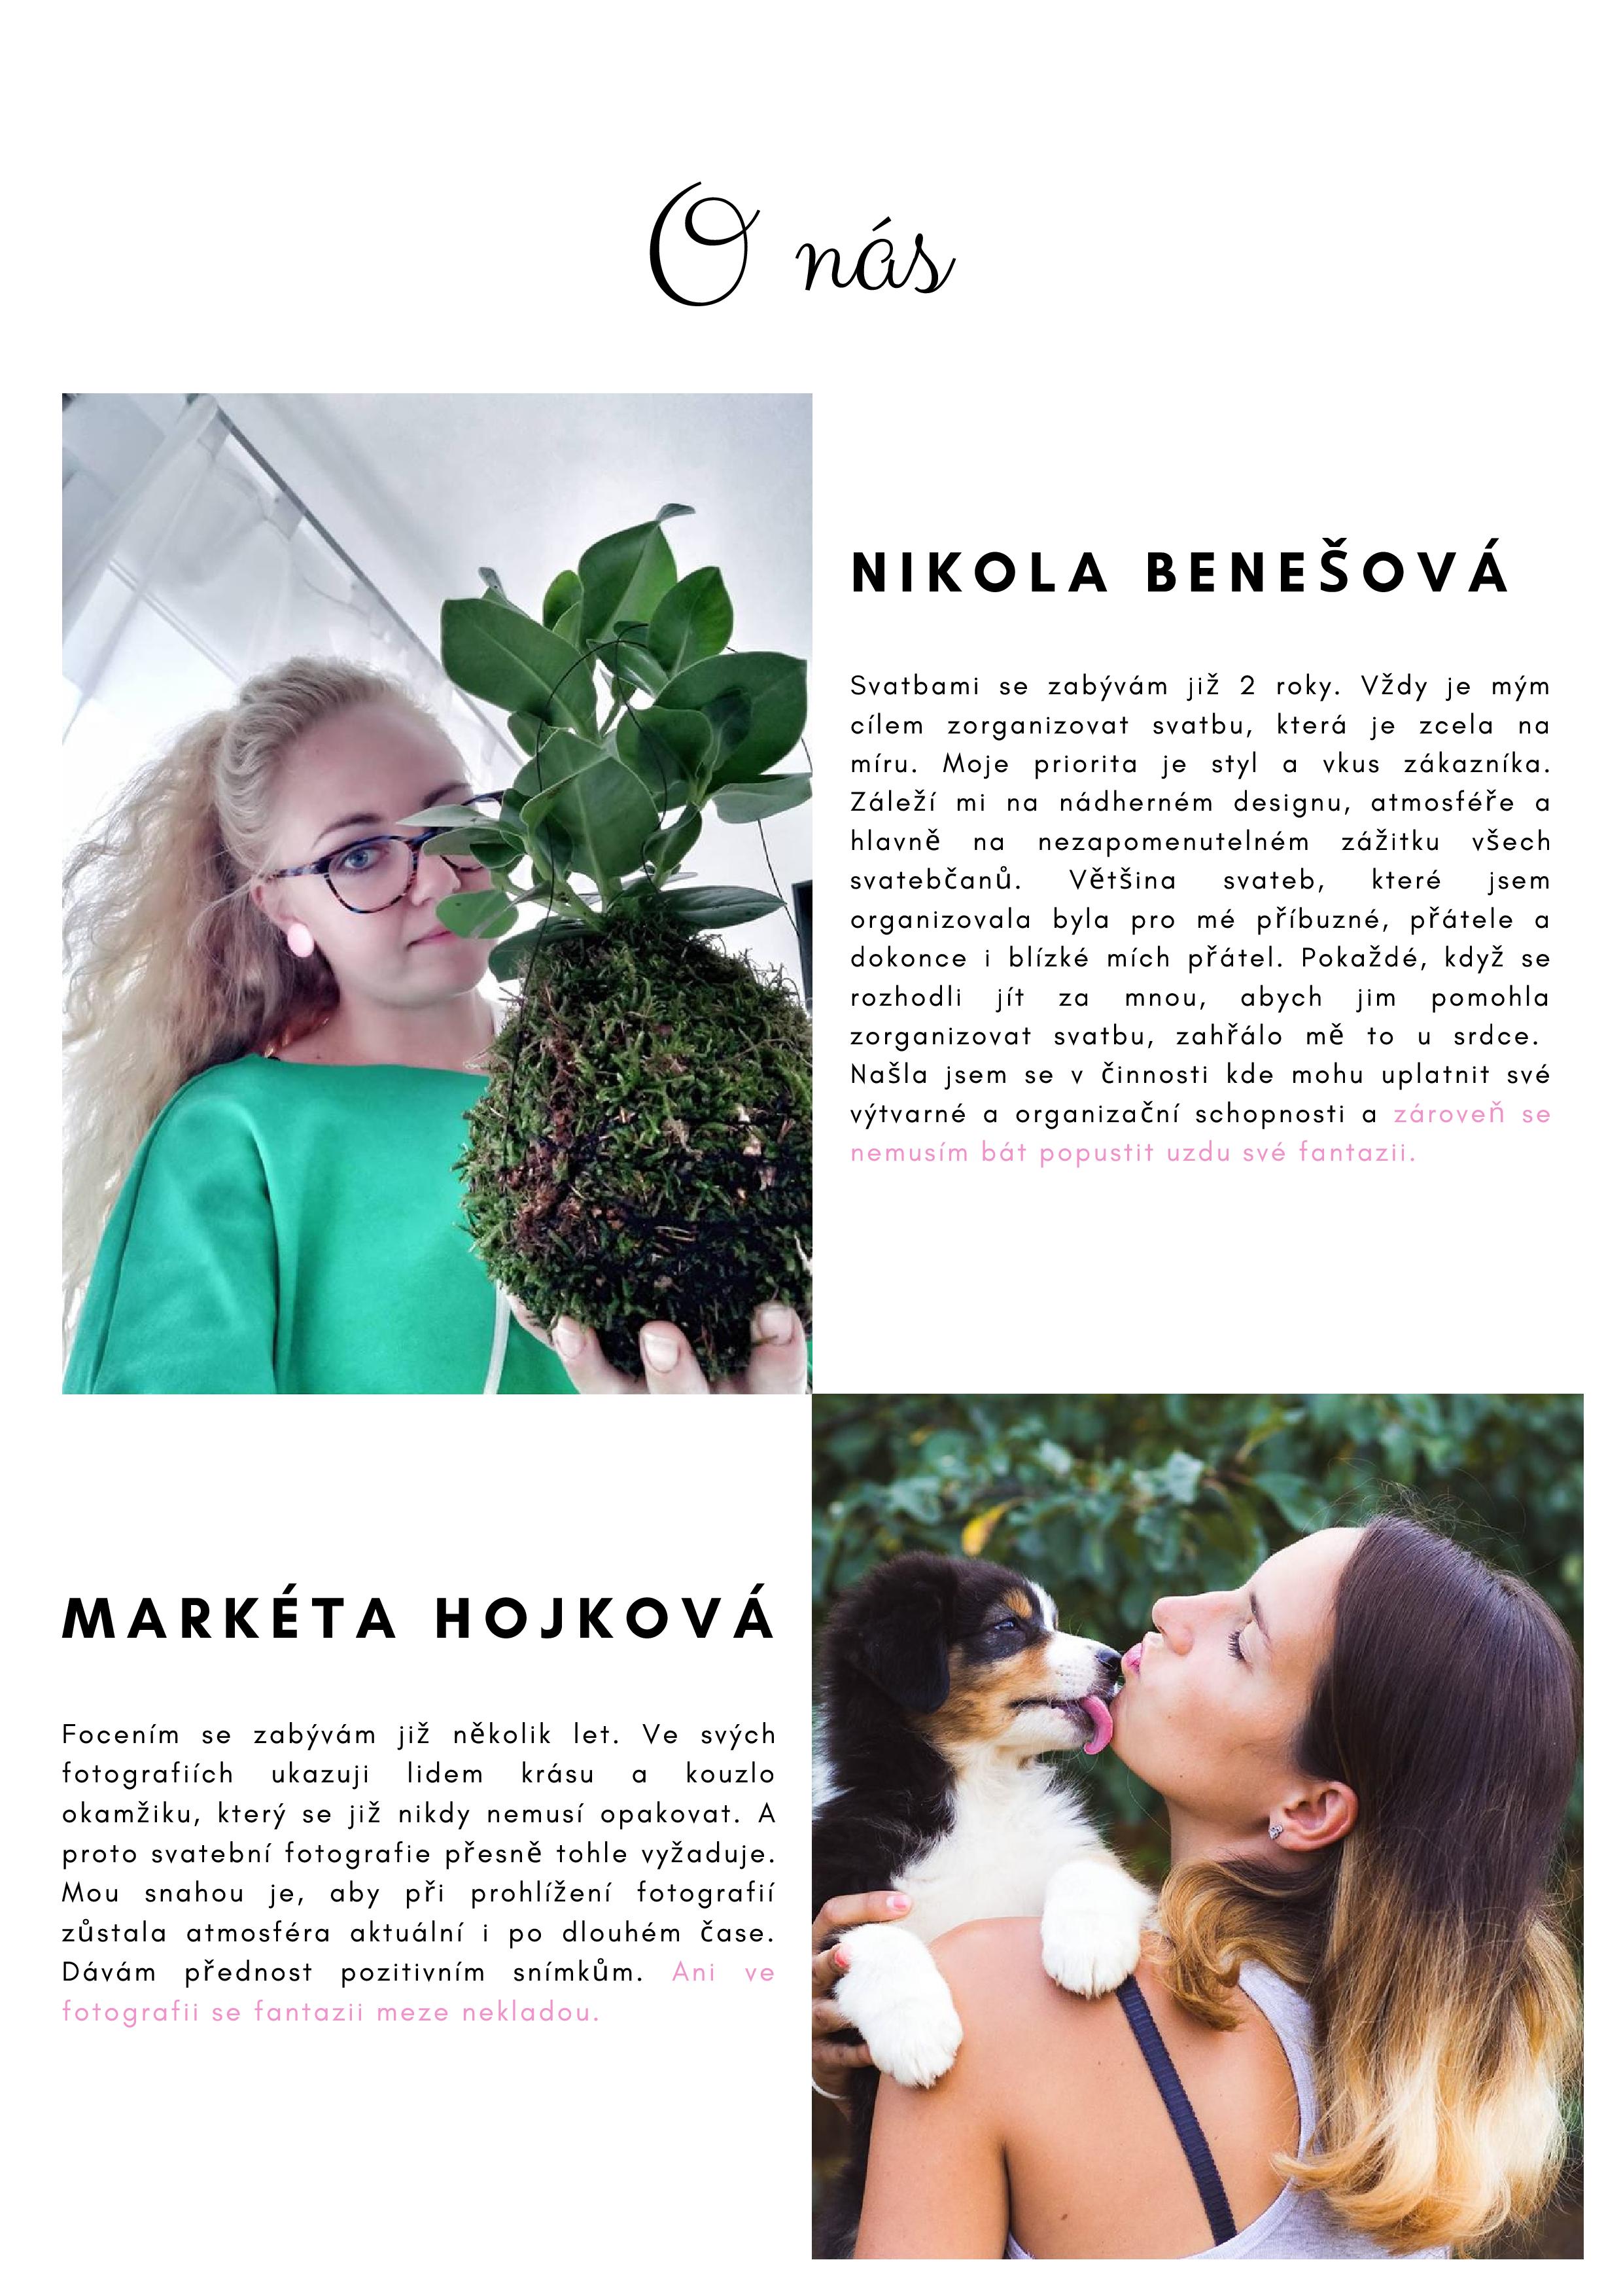 O nás
NIKOLA BENEŠOVÁ
Svatbami se zabývám již 2 roky. Vždy je mým
cílem zorganizovat svatbu, která je zcela na
míru. Moje priorita je styl a vkus zákazníka.
Záleží mi na nádherném designu, atmosféře a
hlavně na nezapomenutelném zážitku všech
svatebčanů. Většina svateb, které jsem
organizovala byla pro mé příbuzné, přátele a
dokonce i blízké mích přátel. Pokaždé, když se
rozhodli jít za mnou, abych jim pomohla
zorganizovat svatbu, zahřálo mě to u srdce.
Našla jsem se v činnosti kde mohu uplatnit své
výtvarné a organizační schopnosti a zároveň se
nemusím bát popustit uzdu své fantazii.
MARKÉTA HOJKOVÁ
Focením se zabývám již několik let. Ve svých
fotografiích ukazuji lidem krásu a kouzlo
okamžiku, který se již nikdy nemusí opakovat. A
proto svatební fotografie přesně tohle vyžaduje.
Mou snahou je, aby při prohlížení fotografií
zůstala atmosféra aktuální i po dlouhém čase.
Dávám přednost pozitivním snímkům. Ani ve
fotografii se fantazii meze nekladou.